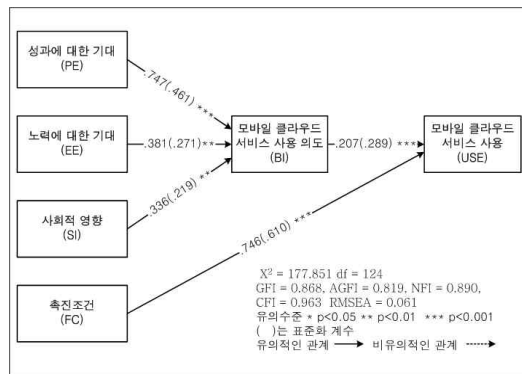 성과에 대한 기대
(PE)
.747(.461) ***
노력에 대한 기대
(EE)
.381(.271)**
모바일 클라우드
서비스 사용 의도
(BI)
.207(.289) ***
모바일 클라우드
서비스 사용
(USE)
.336(.219) **
사회적 영향
(SI)
.746(.610) ***
촉진조건
(FC)
X² = 177.851 df = 124
GFI = 0.868, AGFI = 0.819, NFI = 0.890,
CFI = 0.963 RMSEA = 0.061
유의수준 * p<0.05 ** p<0.01 *** p<0.001
( )는 표준화 계수
유의적인 관계 비유의적인 관계